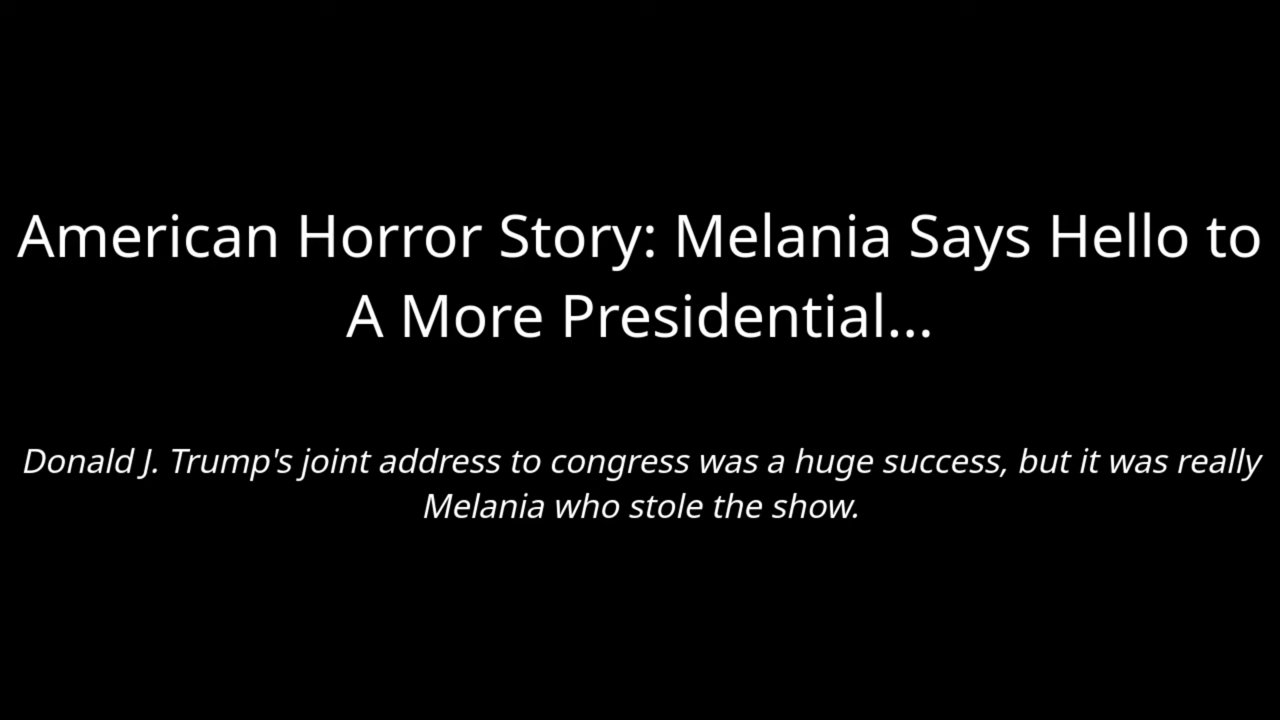 American Horror Story: Melania Says Hello to
A More Presidential...
Donald J. Trump's joint address to congress was a huge success, but it was really
Melania who stole the show.